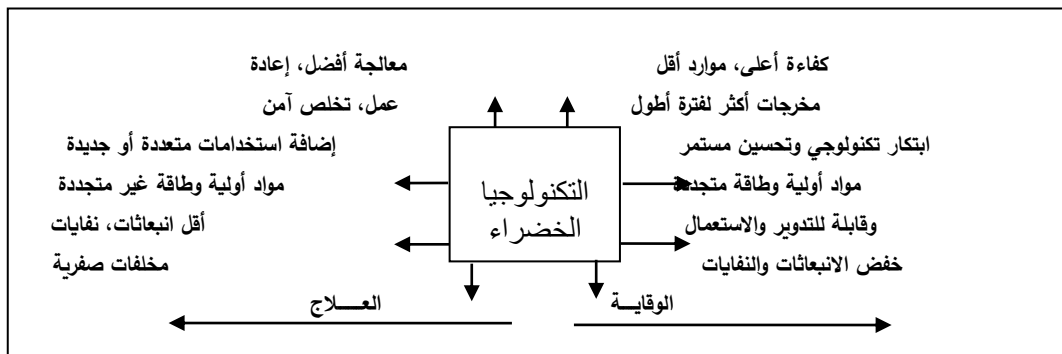 كفاءة أعلى، موارد أقل
مخرجات أكثر لفترة أطول
ابتكار تكنولوجي وتحسين مستمر
مواد أولية وطاقة متجددة
وقابلة للتدوير والاستعمال
خفض الانبعاثات والنفايات
الوقايـــة
التكنولوجيا
الخضراء
معالجة أفضل، إعادة
عمل، تخلص آمن
إضافة استخدامات متعددة أو جديدة
مواد أولية وطاقة غير متجددة
أقل انبعاثات، نفايات
مخلفات صفرية
العــــلاج